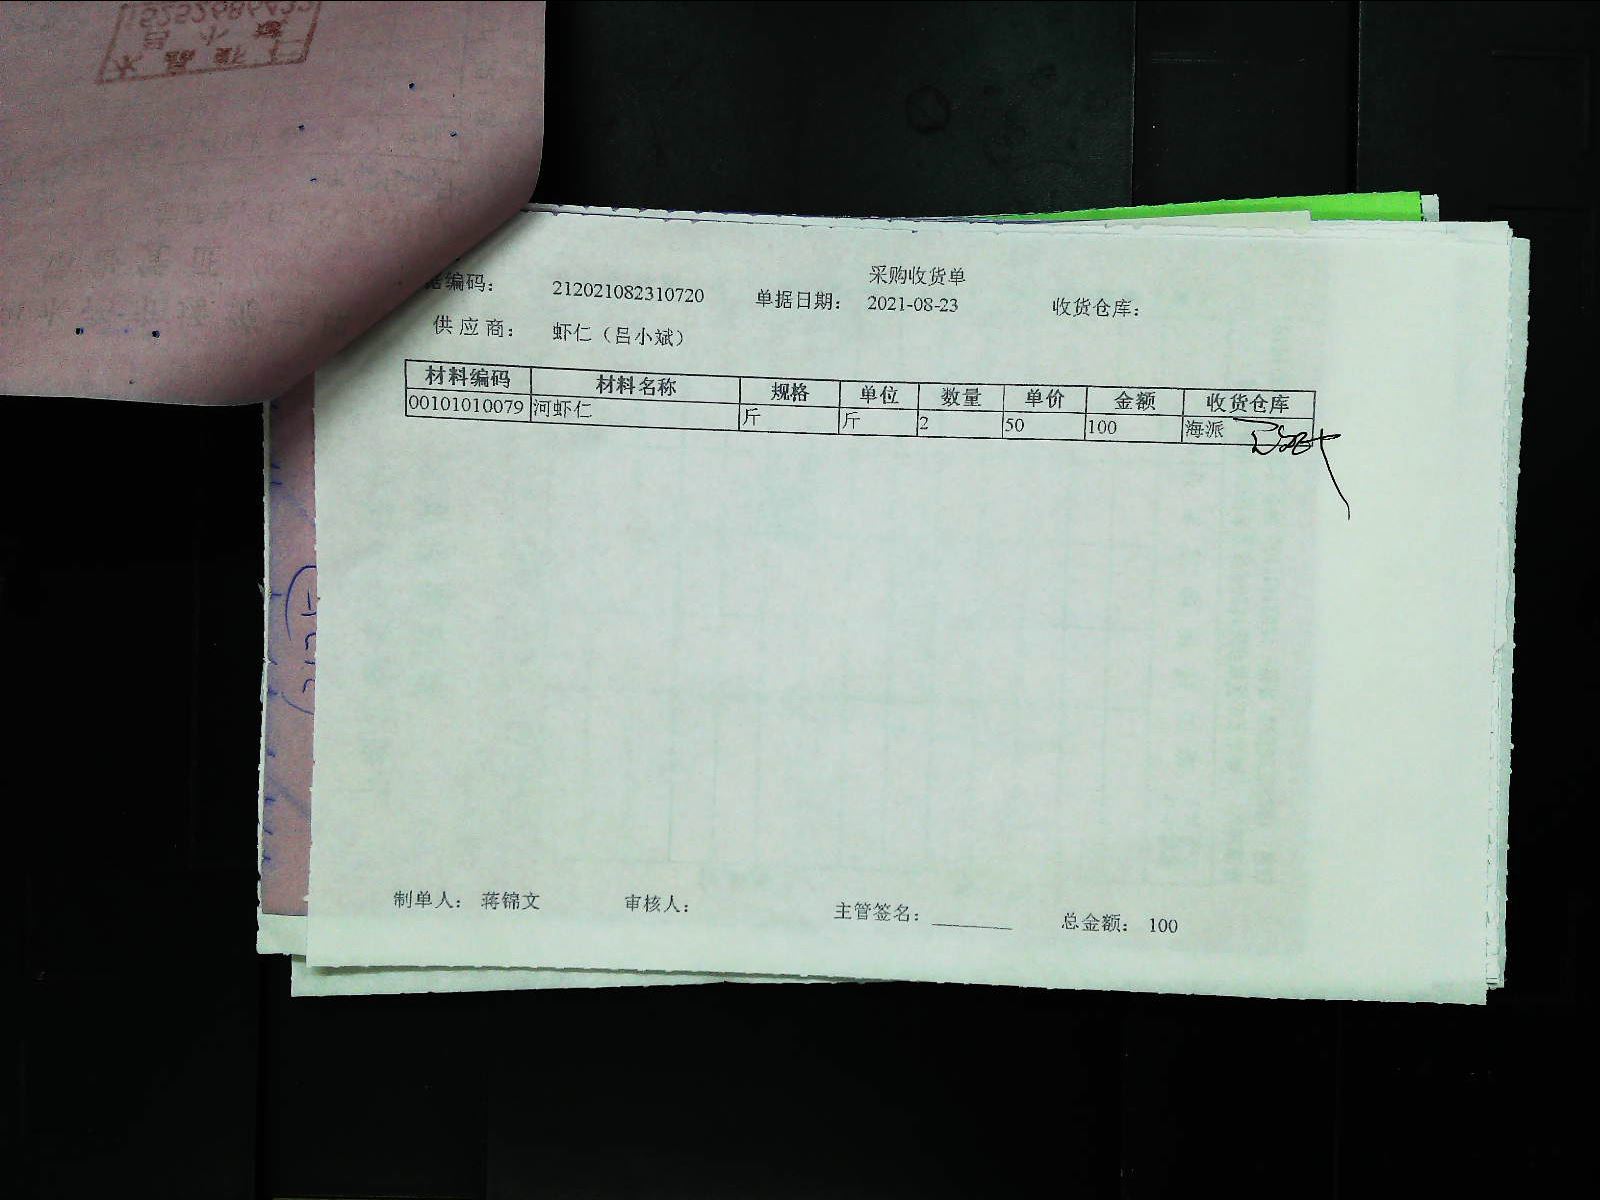 采购收货单
据编码： 212021082310720 单据日期： 2021-08-23 收货仓库：
供应商： 虾仁（吕小斌）
材料编码 材料名称 规格 单位 数量 单价 金额 收货仓库
00101010079 河虾仁 斤 斤 2 50 100 海派
制单人： 蒋锦文 审核人： 主管签名：________ 总金额： 100